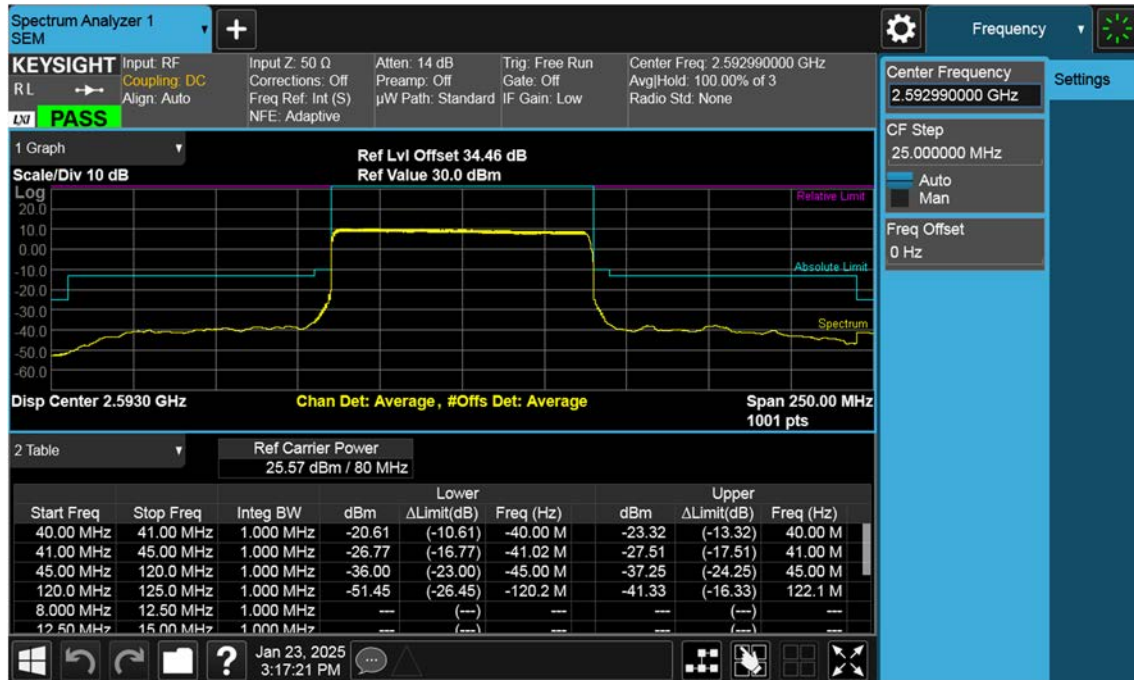 Spectrum Analyzer 1
SEM
Frequency
KEYSIGHT
RL
LXI
PASS
Input: RF
Coupling: DC
Align: Auto
Input Z: 50 Ω
Corrections: Off
Freq Ref: Int (S)
NFE: Adaptive
Atten: 14 dB
Preamp: Off
µW Path: Standard
Trig: Free Run
Gate: Off
IF Gain: Low
Center Freq: 2.592990000 GHz
Avg|Hold: 100.00% of 3
Radio Std: None
Center Frequency
2.592990000 GHz
Settings
CF Step
25.000000 MHz
Auto
Man
Freq Offset
0 Hz
1 Graph
Scale/Div 10 dB
Ref Lvl Offset 34.46 dB
Ref Value 30.0 dBm
Log
20.0
10.0
0.00
-10.0
-20.0
-30.0
-40.0
-50.0
-60.0
Relative Limit
Absolute Limit
Spectrum
Disp Center 2.5930 GHz
Chan Det: Average, #Offs Det: Average
Span 250.00 MHz
1001 pts
2 Table
Ref Carrier Power
25.57 dBm / 80 MHz
Lower Upper
Start Freq Stop Freq Integ BW dBm ΔLimit(dB) Freq (Hz) dBm ΔLimit(dB) Freq (Hz)
40.00 MHz 41.00 MHz 1.000 MHz -20.61 (-10.61) -40.00 M -23.32 (-13.32) 40.00 M
41.00 MHz 45.00 MHz 1.000 MHz -26.77 (-16.77) -41.02 M -27.51 (-17.51) 41.00 M
45.00 MHz 120.0 MHz 1.000 MHz -36.00 (-23.00) -45.00 M -37.25 (-24.25) 45.00 M
120.0 MHz 125.0 MHz 1.000 MHz -51.45 (-26.45) -120.2 M -41.33 (-16.33) 122.1 M
8.000 MHz 12.50 MHz 1.000 MHz --- (---) --- --- (---) ---
12.50 MHz 15.00 MHz 1.000 MHz --- (---) --- --- (---) ---
?
Jan 23, 2025
3:17:21 PM